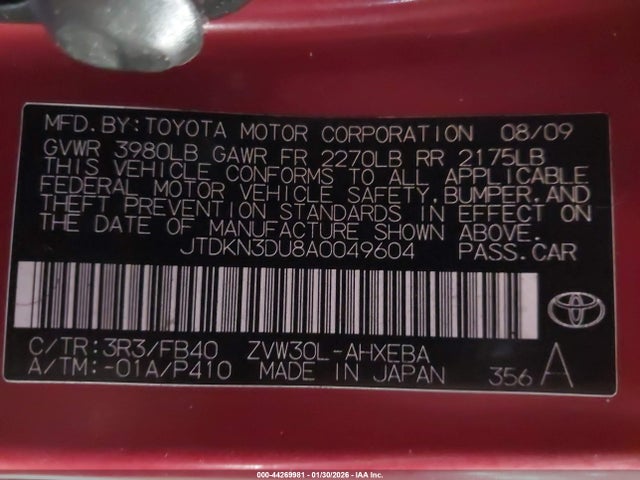 MFD.BY:TOYOTA MOTOR CORPORATION 08/09
GVWR 3980LB GAWR FR 2270LB RR 2175LB
THIS VEHICLE CONFORMS TO ALL APPLICABLE
FEDERAL MOTOR VEHICLE SAFETY,BUMPER,AND
THEFT PREVENTION STANDARDS IN EFFECT ON
THE DATE OF MANUFACTURE SHOWN ABOVE.
JTDKN3DU8A0049604 PASS.CAR
C/TR:3R3/FB40 ZVW30L-AHXEBA
A/TM:-01A/P410 MADE IN JAPAN 356 A
000-44269981 - 01/30/2026 - IAA Inc.